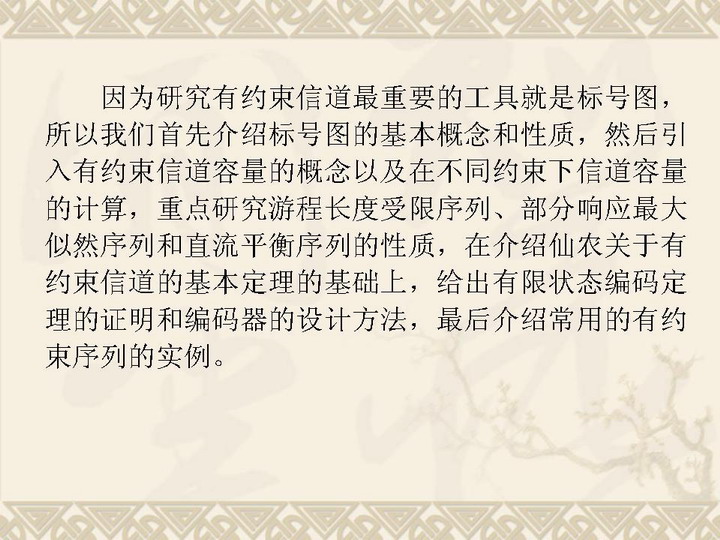 因为研究有约束信道最重要的工具就是标号图，
所以我们首先介绍标号图的基本概念和性质，然后引
入有约束信道容量的概念以及在不同约束下信道容量
的计算，重点研究游程长度受限序列、部分响应最大
似然序列和直流平衡序列的性质，在介绍仙农关于有
约束信道的基本定理的基础上，给出有限状态编码定
理的证明和编码器的设计方法，最后介绍常用的有约
束序列的实例。